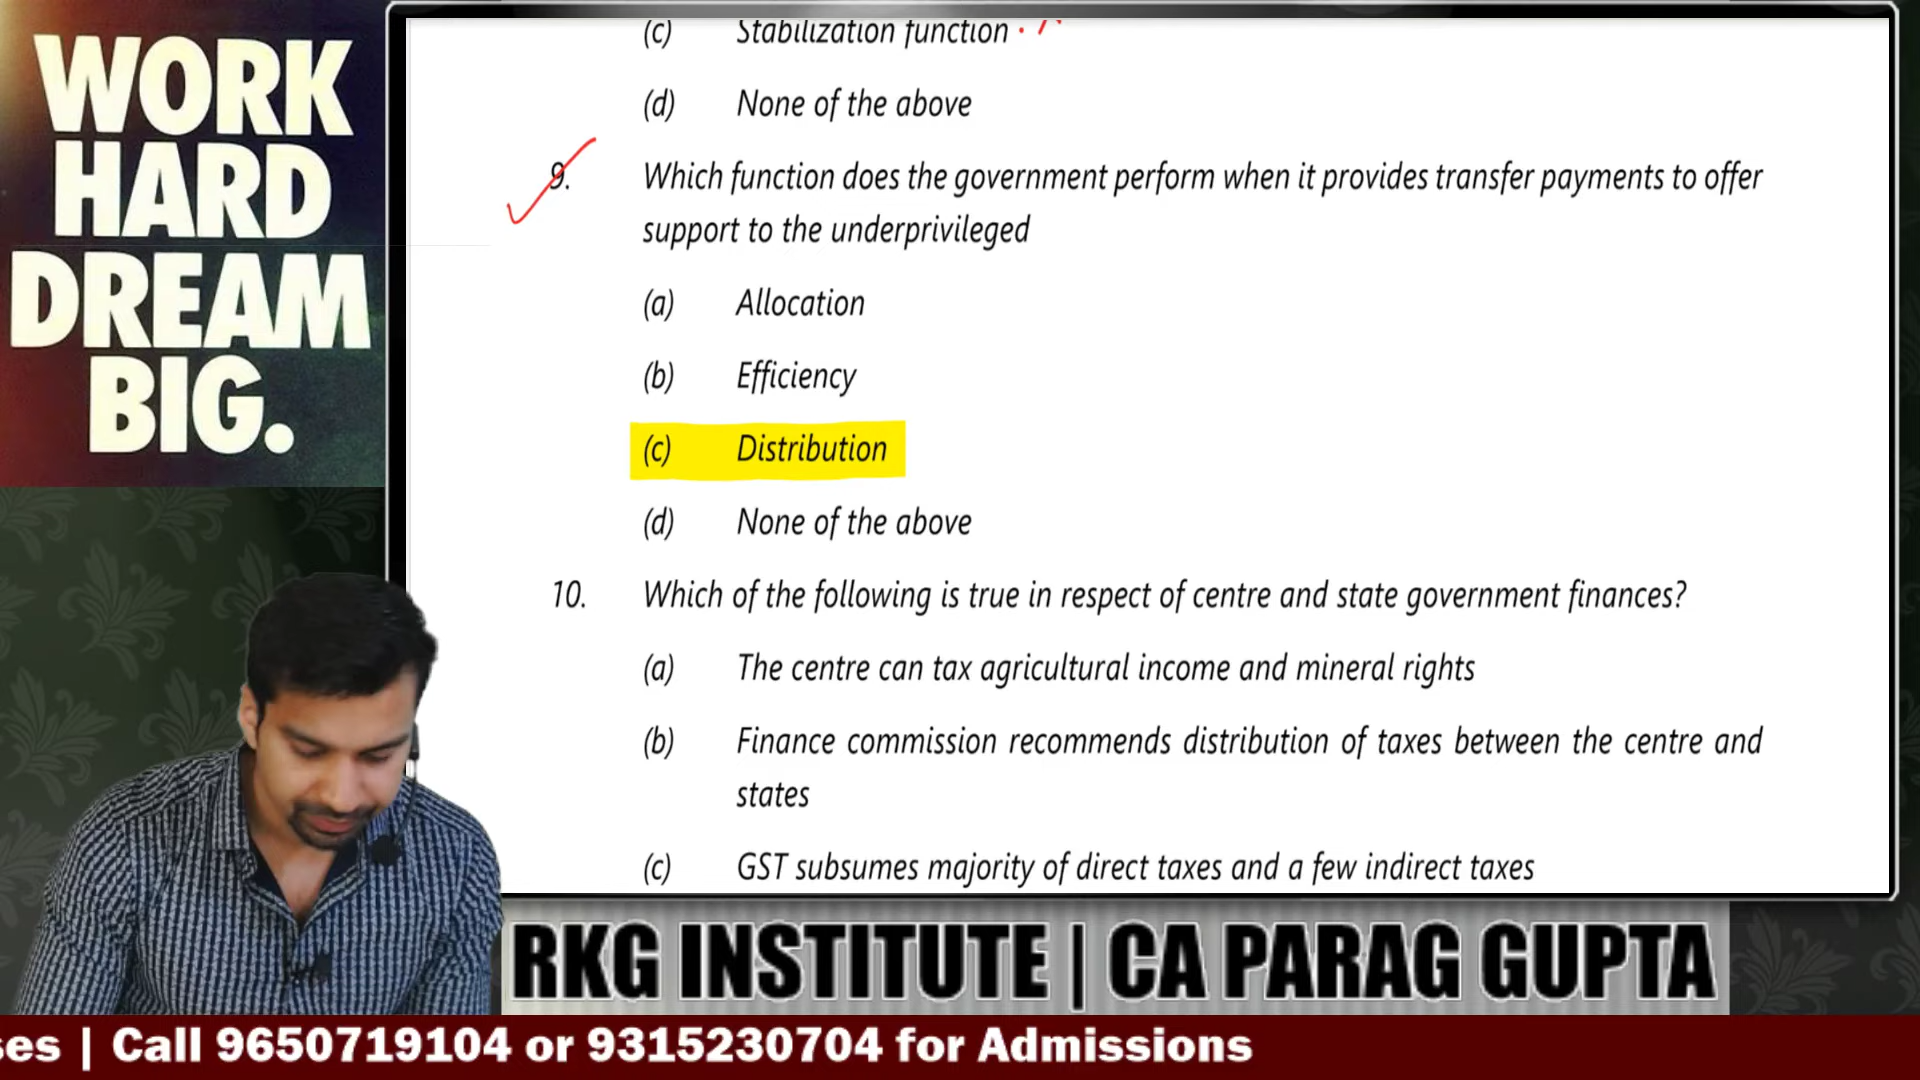 WORK
HARD
DREAM
BIG.
(c) Stabilization function
(d) None of the above
9. Which function does the government perform when it provides transfer payments to offer
support to the underprivileged
(a) Allocation
(b) Efficiency
(c) Distribution
(d) None of the above
10. Which of the following is true in respect of centre and state government finances?
(a) The centre can tax agricultural income and mineral rights
(b) Finance commission recommends distribution of taxes between the centre and
states
(c) GST subsumes majority of direct taxes and a few indirect taxes
RKG INSTITUTE | CA PARAG GUPTA
| Call 9650719104 or 9315230704 for Admissions